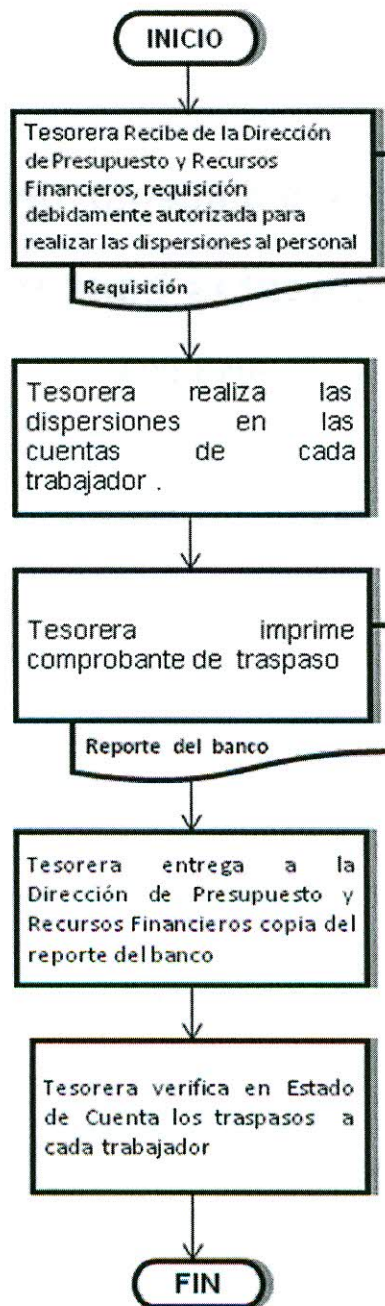 INICIO
Tesorera Recibe de la Dirección
de Presupuesto y Recursos
Financieros, requisición
debidamente autorizada para
realizar las dispersiones al personal
Requisición
Tesorera realiza las
dispersiones en las
cuentas de cada
trabajador .
Tesorera imprime
comprobante de traspaso
Reporte del banco
Tesorera entrega a la
Dirección de Presupuesto y
Recursos Financieros copia del
reporte del banco
Tesorera verifica en Estado
de Cuenta los traspasos a
cada trabajador
FIN